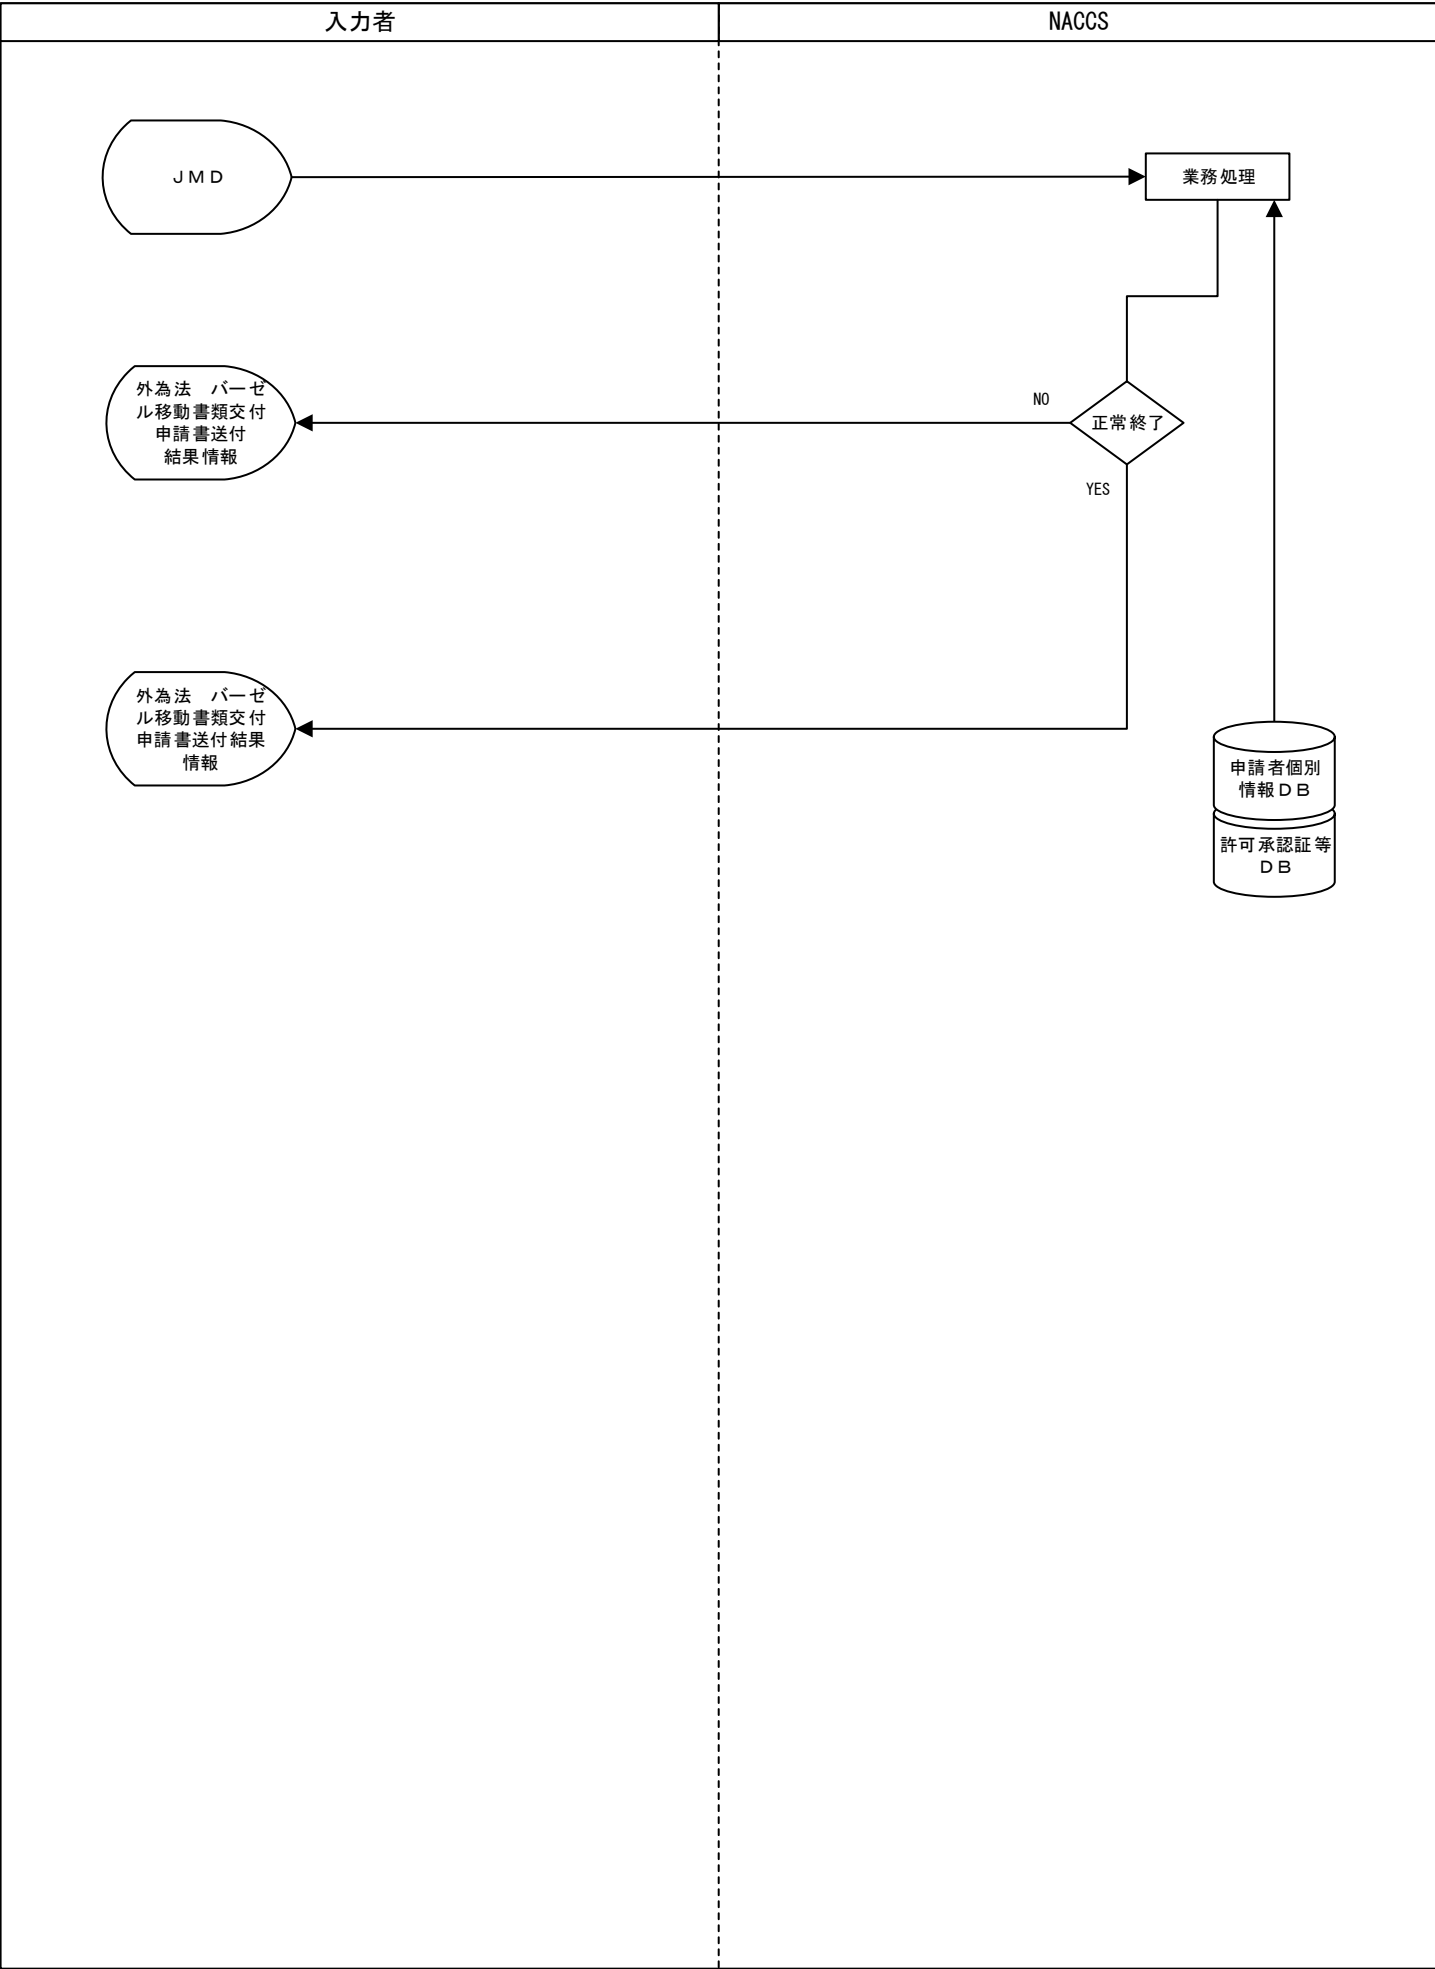 入力者
NACCS
ＪＭＤ
業務処理
外為法　バーゼ
ル移動書類交付
申請書送付
結果情報
NO
正常終了
YES
外為法　バーゼ
ル移動書類交付
申請書送付結果
情報
申請者個別
情報ＤＢ
許可承認証等
ＤＢ